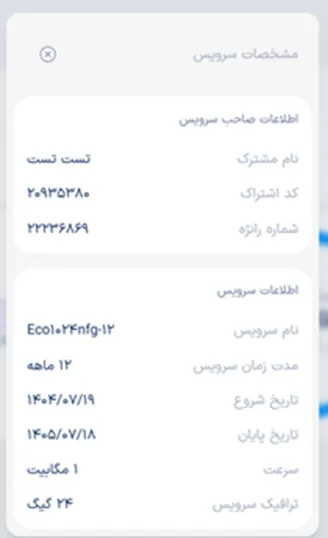 مشخصات سرویس
اطلاعات صاحب سرویس
نام مشترک تست تست
کد اشتراک ۲۰۹۳۵۳۸۰
شماره رانژه ۲۲۲۳۶۸۶۹
اطلاعات سرویس
نام سرویس Eco۱۰۲۴nfg-۱۲
مدت زمان سرویس ۱۲ ماهه
تاریخ شروع ۱۴۰۴/۰۷/۱۹
تاریخ پایان ۱۴۰۵/۰۷/۱۸
سرعت ۱ مگابیت
ترافیک سرویس ۲۴ گیگ